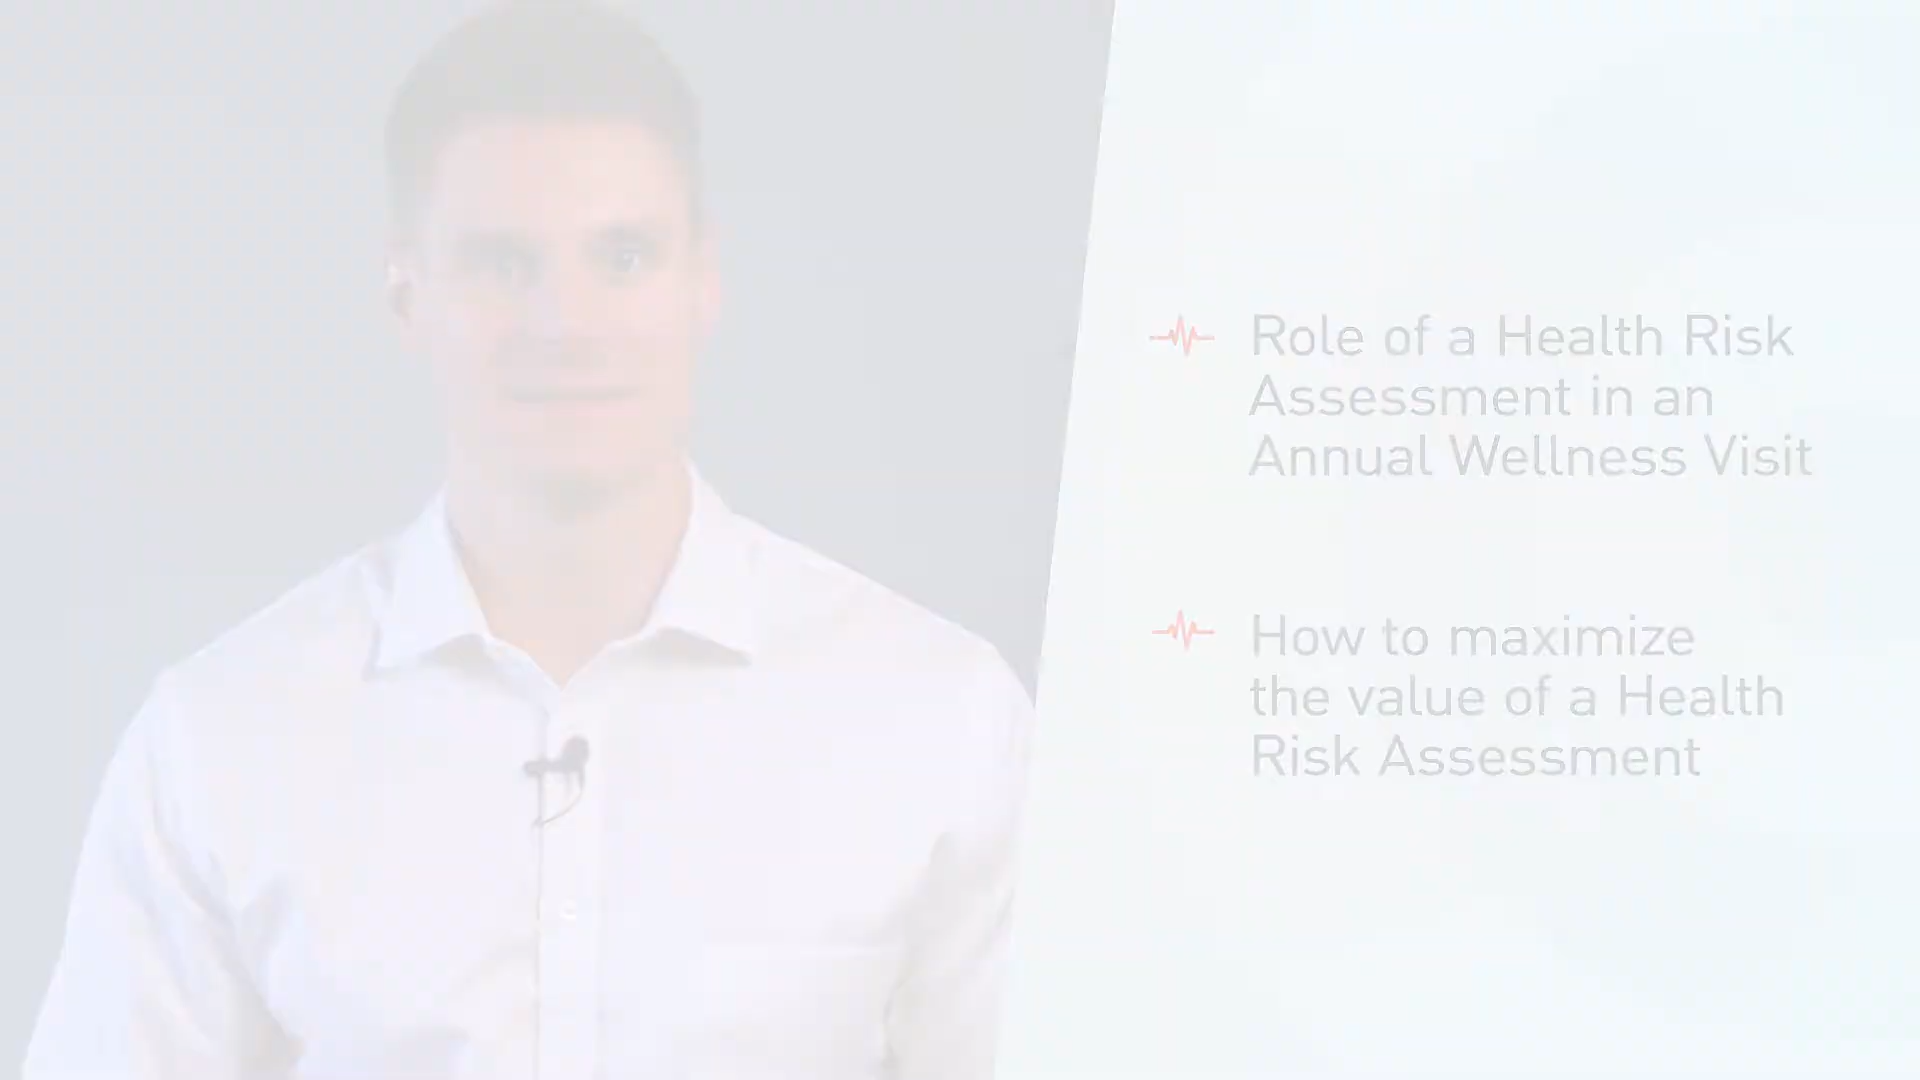 Role of a Health Risk
Assessment in an
Annual Wellness Visit
How to maximize
the value of a Health
Risk Assessment